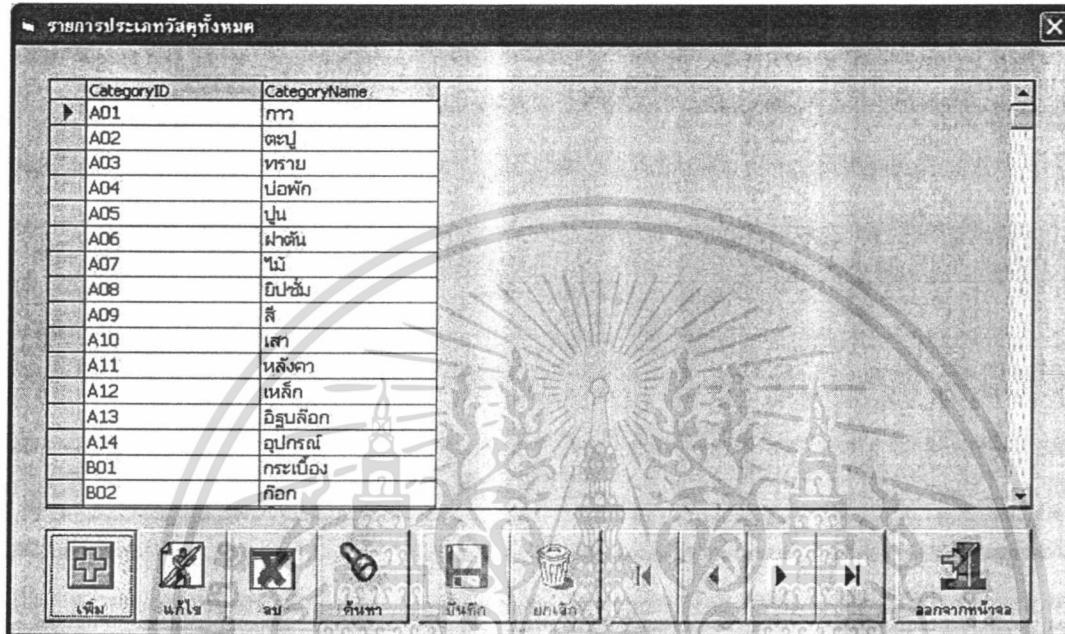 รายการประเภทวัสดุทั้งหมด
CategoryID CategoryName
A01 กาว
A02 ตะปู
A03 ทราย
A04 บ่อพัก
A05 ปูน
A06 ฝาตัน
A07 ไม้
A08 ยิปซั่ม
A09 สี
A10 เสา
A11 หลังคา
A12 เหล็ก
A13 อิฐบล๊อก
A14 อุปกรณ์
B01 กระเบื้อง
B02 ก๊อก
เพิ่ม แก้ไข ลบ ค้นหา บันทึก ยกเลิก ออกจากหน้าจอ